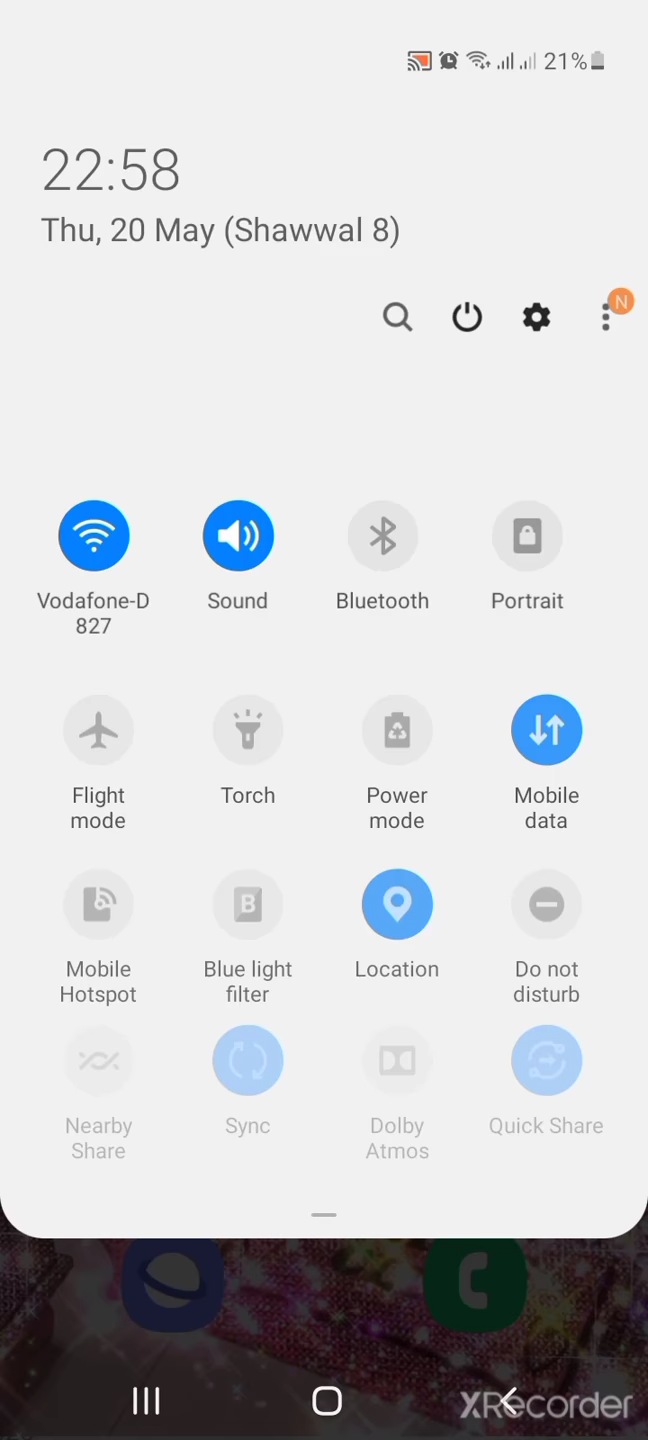 21%
22:58
Thu, 20 May (Shawwal 8)
N
Vodafone-D
827
Sound
Bluetooth
Portrait
Flight
mode
Torch
Power
mode
Mobile
data
Mobile
Hotspot
B
Blue light
filter
Location
Do not
disturb
Nearby
Share
Sync
Dolby
Atmos
Quick Share
XRecorder